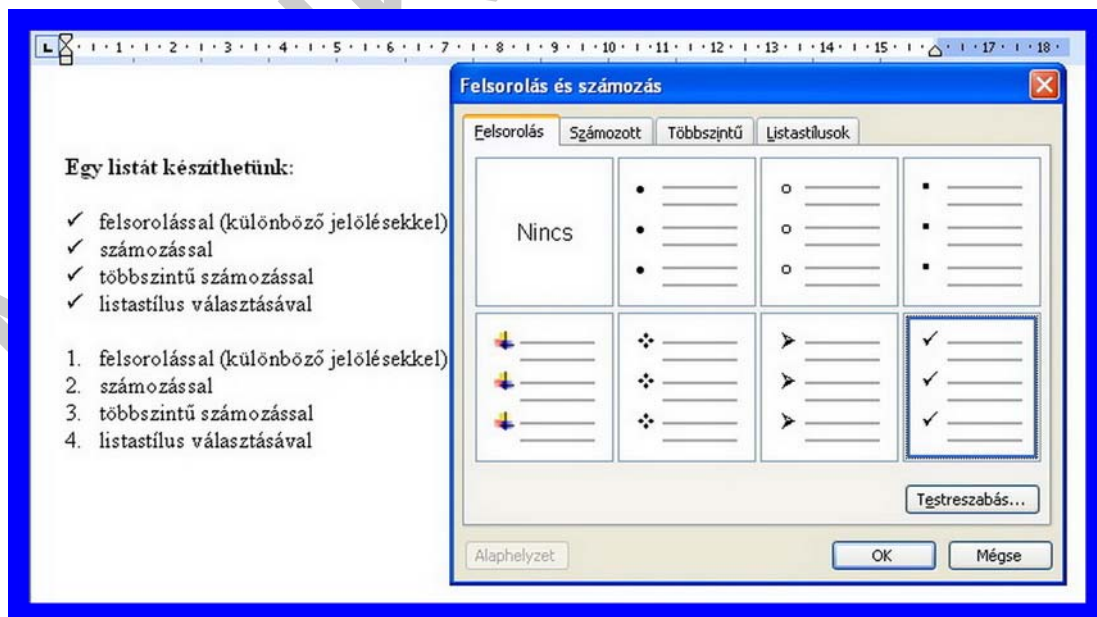 1 2 3 4 5 6 7 8 9 10 11 12 13 14 15 17 18
Felsorolás és számozás
Felsorolás Számozott Többszintű Listastílusok
Egy listát készíthetünk:
✓ felsorolással (különböző jelölésekkel)
✓ számozással
✓ többszintű számozással
✓ listastílus választásával
1. felsorolással (különböző jelölésekkel)
2. számozással
3. többszintű számozással
4. listastílus választásával
Nincs
Testreszabás...
Alaphelyzet OK Mégse